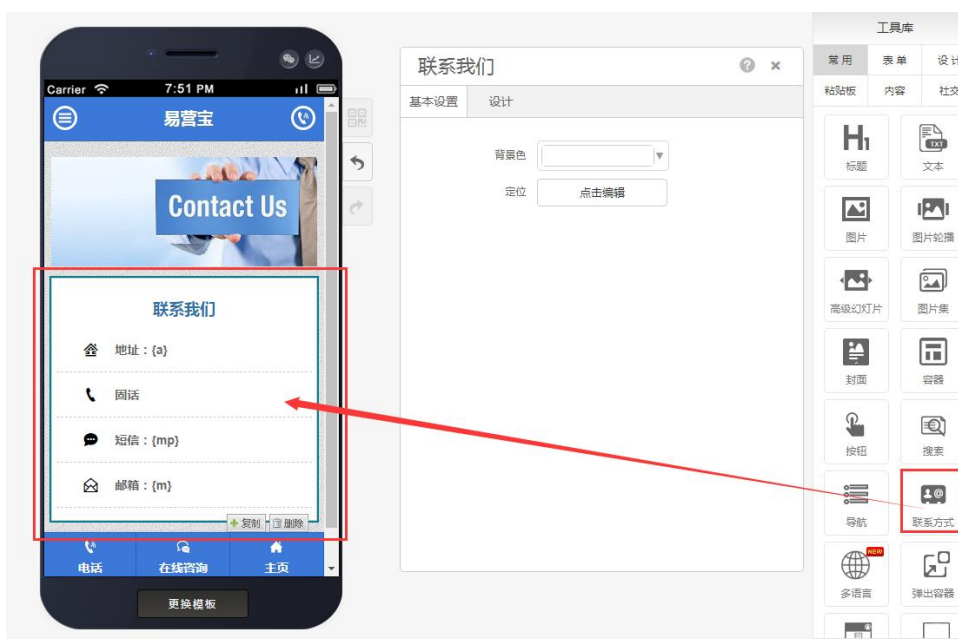 Carrier 7:51 PM
易营宝
Contact Us
联系我们
地址：{a}
固话
短信：{mp}
邮箱：{m}
复制 删除
电话 在线咨询 主页
更换模板
联系我们
基本设置 设计
背景色
定位 点击编辑
工具库
常用 表单 设计
粘贴板 内容 社交
H1 TXT
标题 文本
图片 图片轮播
高级幻灯片 图片集
封面 容器
按钮 搜索
导航 联系方式
NEW
多语言 弹出容器